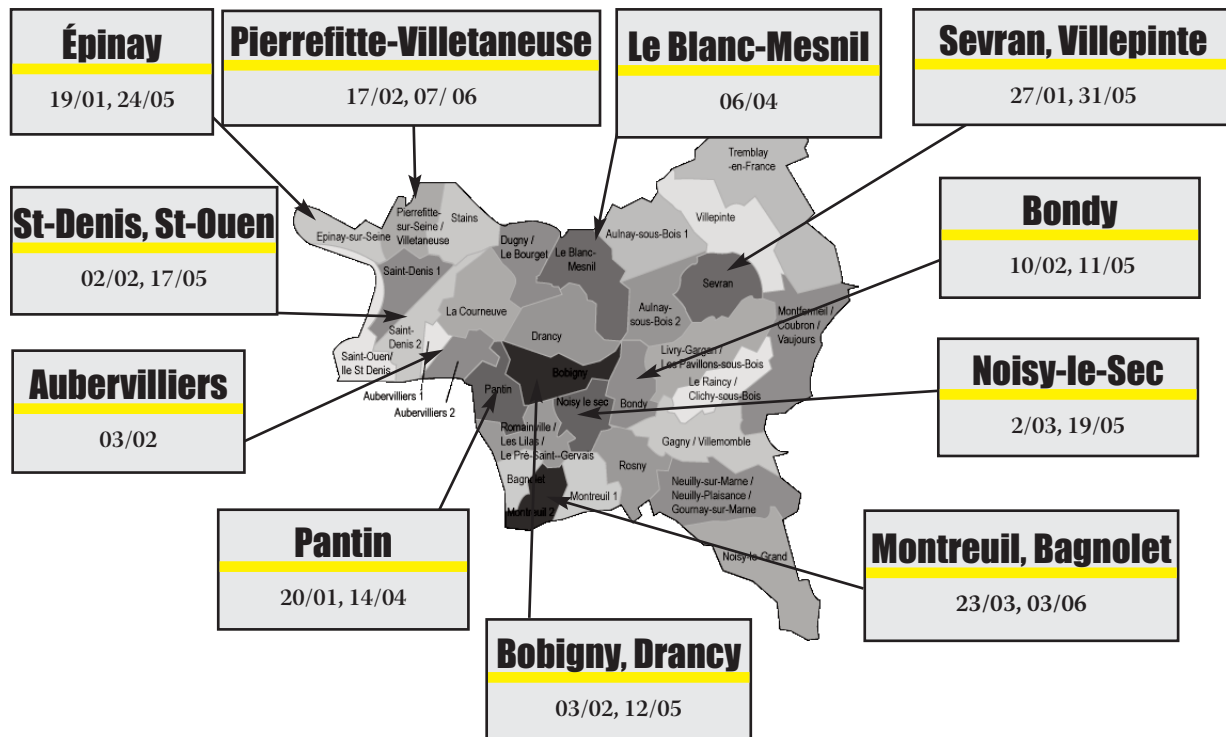 Épinay
19/01, 24/05
Pierrefitte-Villetaneuse
17/02, 07/ 06
Le Blanc-Mesnil
06/04
Sevran, Villepinte
27/01, 31/05
St-Denis, St-Ouen
02/02, 17/05
Bondy
10/02, 11/05
Aubervilliers
03/02
Noisy-le-Sec
2/03, 19/05
Pantin
20/01, 14/04
Montreuil, Bagnolet
23/03, 03/06
Bobigny, Drancy
03/02, 12/05
Tremblay
-en-France
Villepinte
Aulnay-sous-Bois 1
Epinay-sur-Seine
Pierrefitte-
sur-Seine /
Villetaneuse
Stains
Dugny /
Le Bourget
Le Blanc-
Mesnil
Sevran
Saint-Denis 1
La Courneuve
Drancy
Aulnay-
sous-Bois 2
Montfermeil /
Coubron /
Vaujours
Saint-
Denis 2
Saint-Ouen/
Ile St Denis
Aubervilliers 1
Aubervilliers 2
Pantin
Bobigny
Noisy le sec
Bondy
Livry-Gargan /
Les Pavillons-sous-Bois
Le Raincy /
Clichy-sous-Bois
Romainville /
Les Lilas /
Le Pré-Saint--Gervais
Gagny / Villemomble
Rosny
Bagnolet
Montreuil 1
Montreuil 2
Neuilly-sur-Marne /
Neuilly-Plaisance /
Gournay-sur-Marne
Noisy-le-Grand